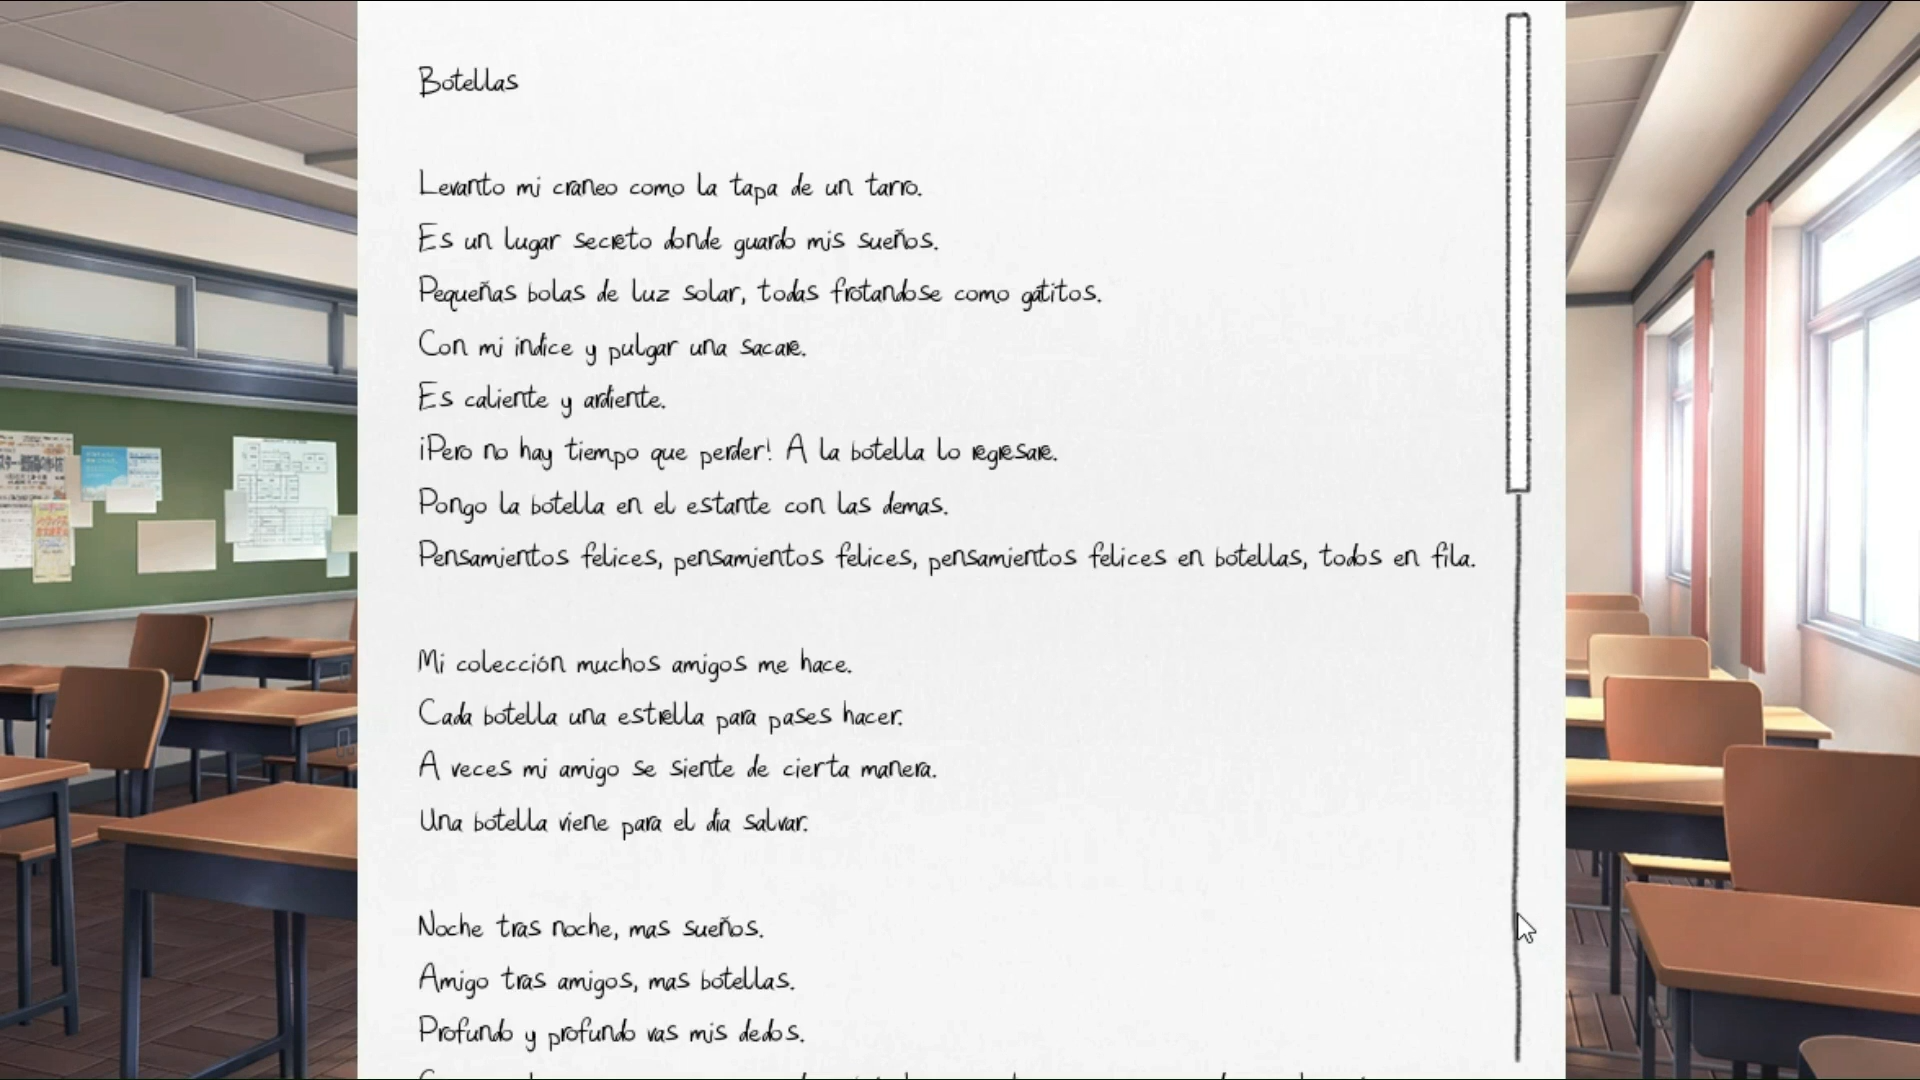 Botellas
Levanto mi craneo como la tapa de un tarro.
Es un lugar secreto donde guardo mis sueños.
Pequeñas bolas de luz solar, todas frotandose como gatitos.
Con mi indice y pulgar una sacare.
Es caliente y ardiente.
¡Pero no hay tiempo que perder! A la botella lo regresare.
Pongo la botella en el estante con las demas.
Pensamientos felices, pensamientos felices, pensamientos felices en botellas, todos en fila.
Mi colección muchos amigos me hace.
Cada botella una estrella para pases hacer.
A veces mi amigo se siente de cierta manera.
Una botella viene para el dia salvar.
Noche tras noche, mas sueños.
Amigo tras amigos, mas botellas.
Profundo y profundo vas mis dedos.